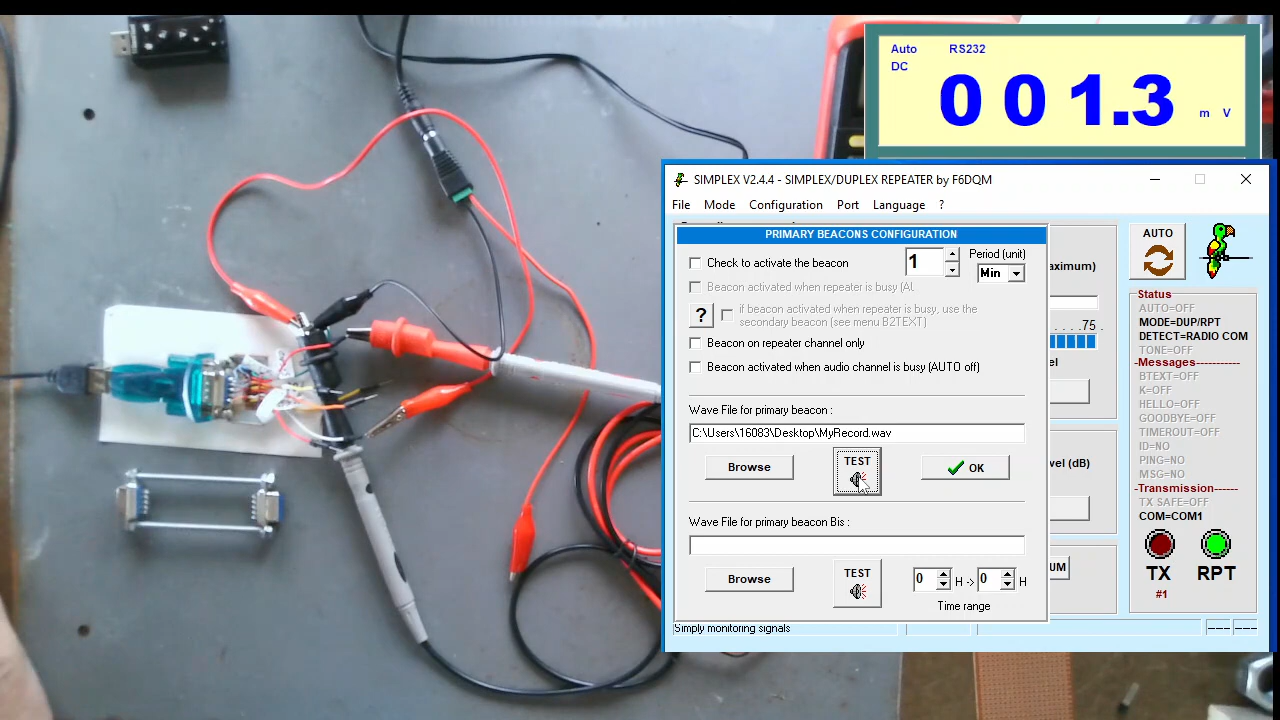 Auto RS232
DC
001.3 m V
SIMPLEX V2.4.4 - SIMPLEX/DUPLEX REPEATER by F6DQM
File Mode Configuration Port Language ?
PRIMARY BEACONS CONFIGURATION
Check to activate the beacon
1
Period (unit)
Min
Beacon activated when repeater is busy (AL
?
if beacon activated when repeater is busy, use the
secondary beacon (see menu B2TEXT)
Beacon on repeater channel only
Beacon activated when audio channel is busy (AUTO off)
Wave File for primary beacon :
C:\Users\16083\Desktop\MyRecord.wav
Browse
TEST
OK
Wave File for primary beacon Bis :
Browse
TEST
0 H -> 0 H
Time range
aximum)
....75.
el
vel (dB)
UM
AUTO
Status
AUTO=OFF
MODE=DUP/RPT
DETECT=RADIO COM
TONE=OFF
-Messages------
BTEXT=OFF
K=OFF
HELLO=OFF
GOODBYE=OFF
TIMEROUT=OFF
ID=NO
PING=NO
MSG=NO
-Transmission------
TX SAFE=OFF
COM=COM1
TX RPT
#1
Simply monitoring signals
--- ---